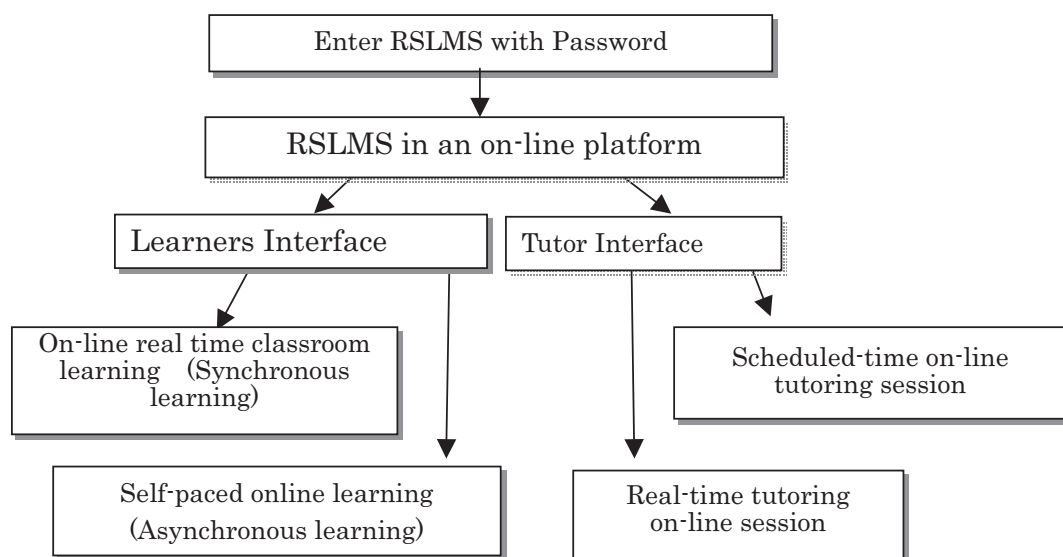 Enter RSLMS with Password
RSLMS in an on-line platform
Learners Interface
Tutor Interface
On-line real time classroom
learning (Synchronous
learning)
Scheduled-time on-line
tutoring session
Self-paced online learning
(Asynchronous learning)
Real-time tutoring
on-line session